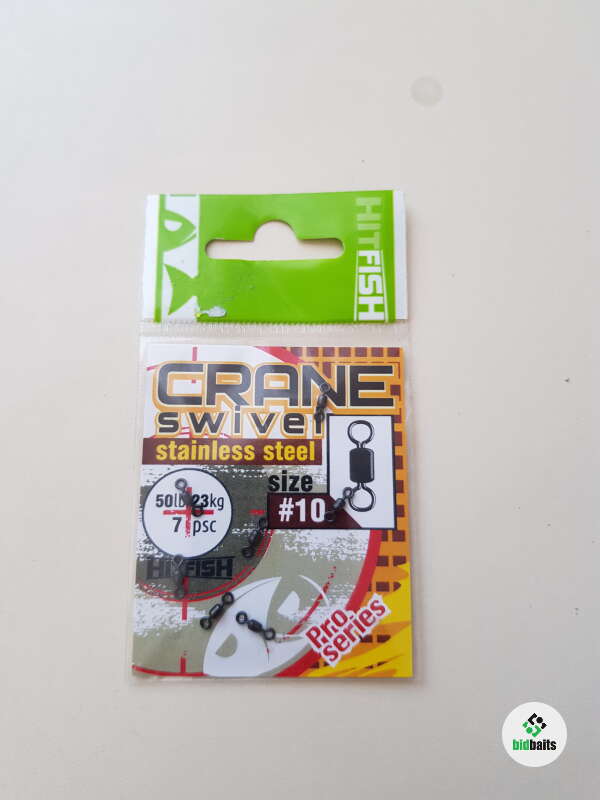 HITFISH
CRANE
swivel
stainless steel
size
#10
50lb 23kg
7 psc
HITFISH
Pro
series
bidbaits